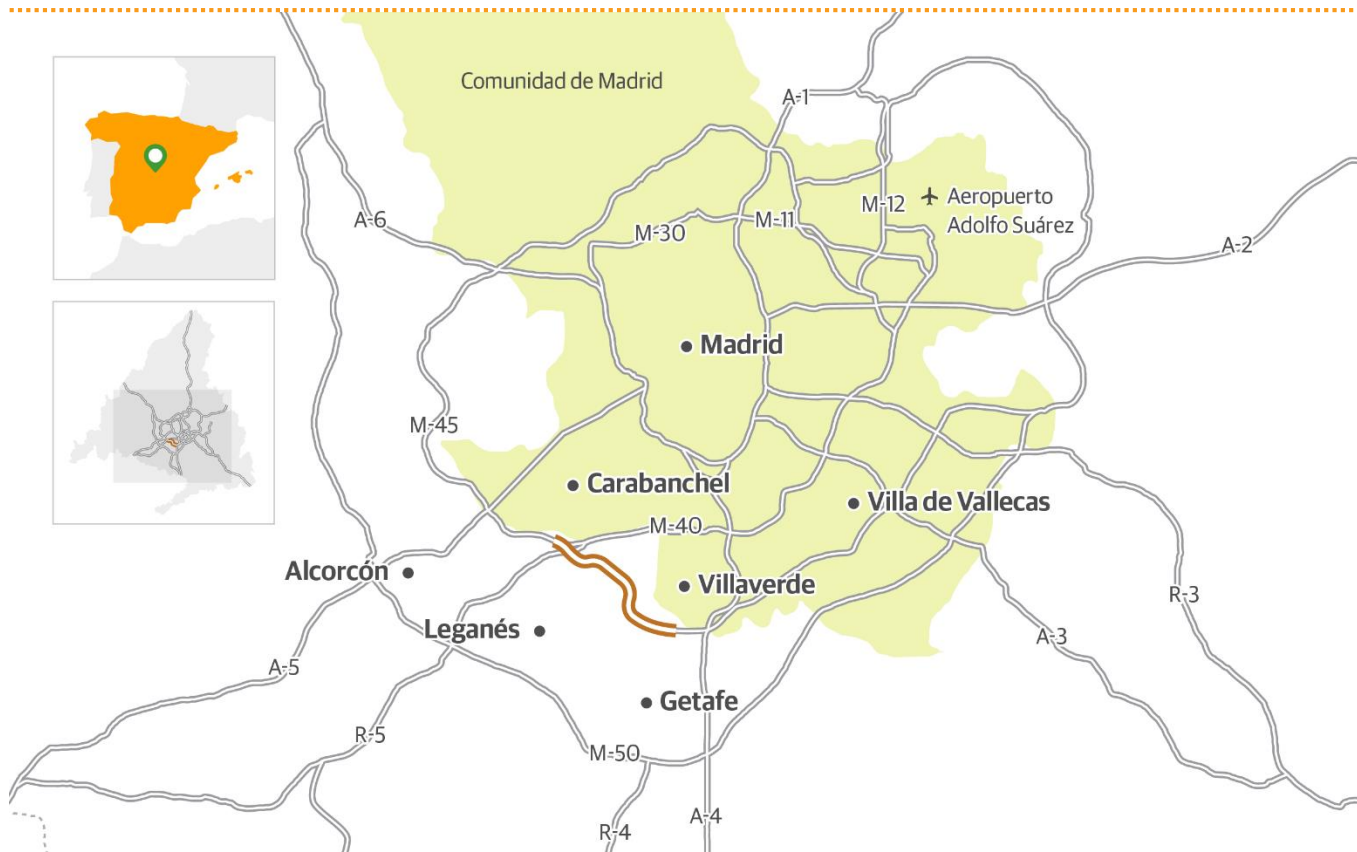 Comunidad de Madrid
A-1
M-12
Aeropuerto
Adolfo Suárez
A-6
M-30
M-11
A-2
Madrid
M-45
Carabanchel
Villa de Vallecas
M-40
Alcorcón
Villaverde
R-3
Leganés
A-3
A-5
Getafe
R-5
M-50
A-4
R-4